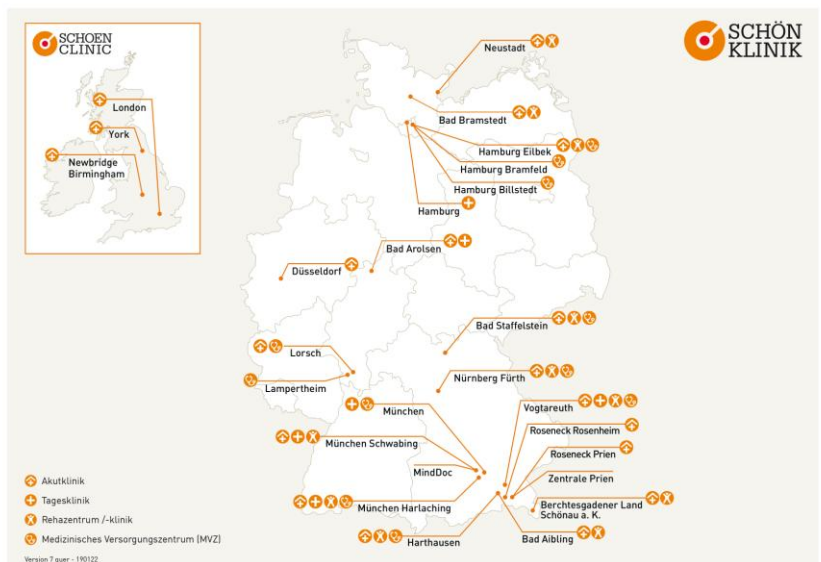 SCHOEN
CLINIC
London
York
Newbridge
Birmingham
SCHÖN
KLINIK
Neustadt
Bad Bramstedt
Hamburg Eilbek
Hamburg Bramfeld
Hamburg Billstedt
Hamburg
Bad Arolsen
Düsseldorf
Bad Staffelstein
Lorsch
Lampertheim
Nürnberg Fürth
München
Vogtareuth
Roseneck Rosenheim
München Schwabing
Roseneck Prien
MindDoc
Zentrale Prien
München Harlaching
Berchtesgadener Land
Schönau a. K.
Harthausen
Bad Aibling
Akutklinik
Tagesklinik
Rehazentrum /-klinik
Medizinisches Versorgungszentrum (MVZ)
Version 7 quer - 190122